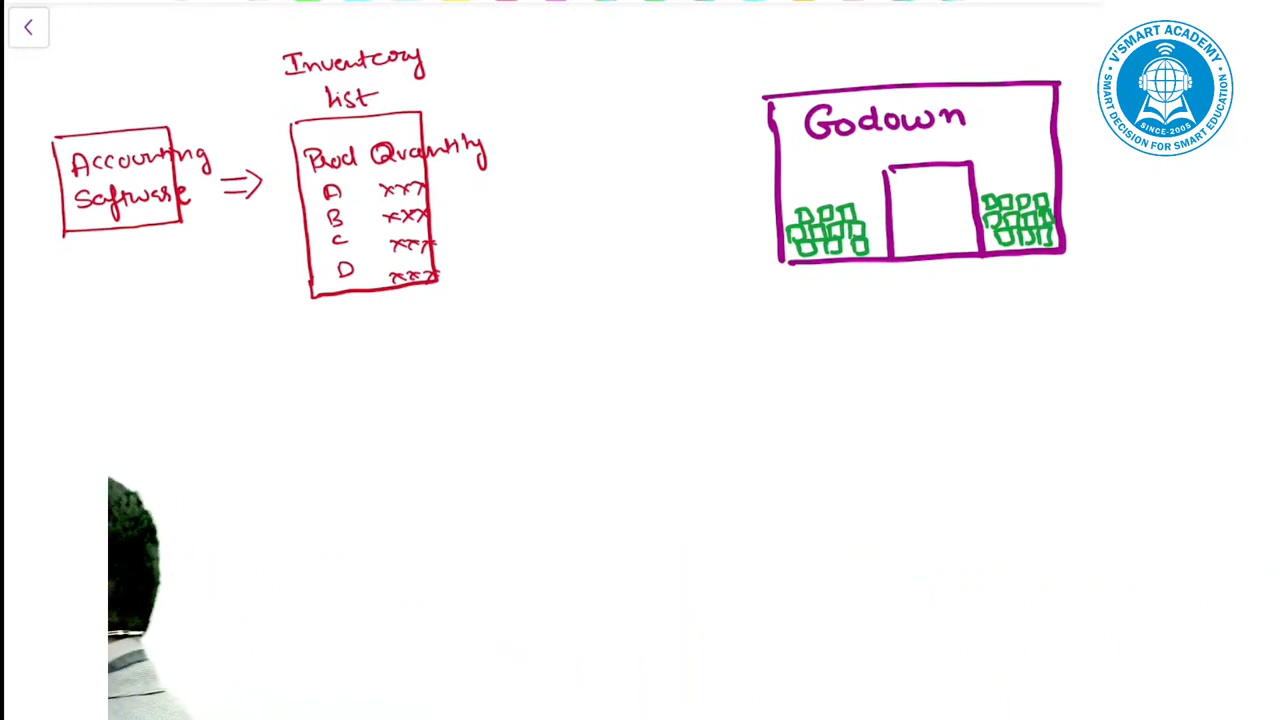 Inventory
List
Accounting
Software
Prod Quantity
A xxx
B xxx
C xxx
D xxx
Godown
V'SMART ACADEMY
SINCE-2005
SMART DECISION FOR SMART EDUCATION